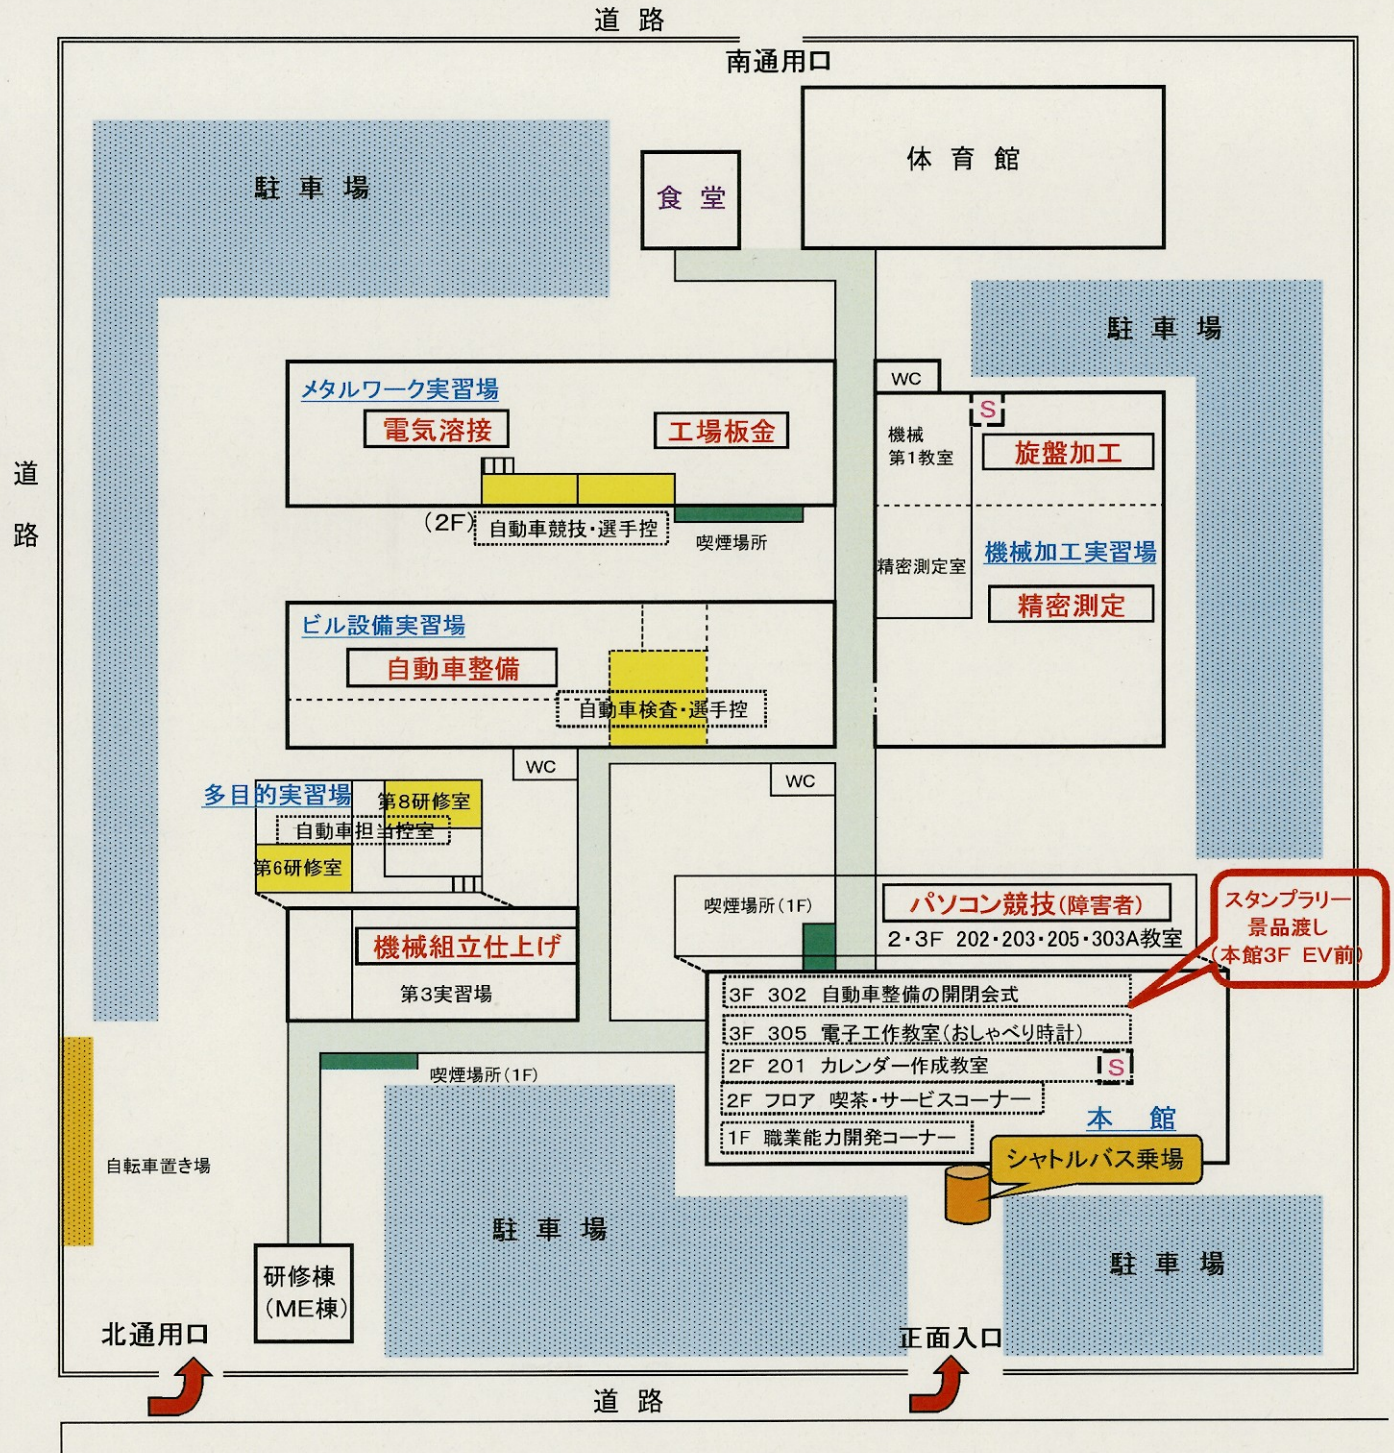 道 路
南通用口
体 育 館
駐 車 場
食 堂
駐 車 場
メタルワーク実習場
電気溶接
工場板金
WC
S
機械
第1教室
旋盤加工
道
路
(2F)
自動車競技・選手控
喫煙場所
機械加工実習場
精密測定室
精密測定
ビル設備実習場
自動車整備
自動車検査・選手控
WC
WC
多目的実習場
第8研修室
自動車担当控室
第6研修室
喫煙場所(1F)
パソコン競技(障害者)
2・3F 202・203・205・303A教室
スタンプラリー
景品渡し
(本館3F EV前)
機械組立仕上げ
第3実習場
3F 302 自動車整備の開閉会式
3F 305 電子工作教室(おしゃべり時計)
2F 201 カレンダー作成教室
S
2F フロア 喫茶・サービスコーナー
1F 職業能力開発コーナー
本 館
喫煙場所(1F)
シャトルバス乗場
自転車置き場
駐 車 場
駐 車 場
研修棟
(ME棟)
北通用口
正面入口
道 路